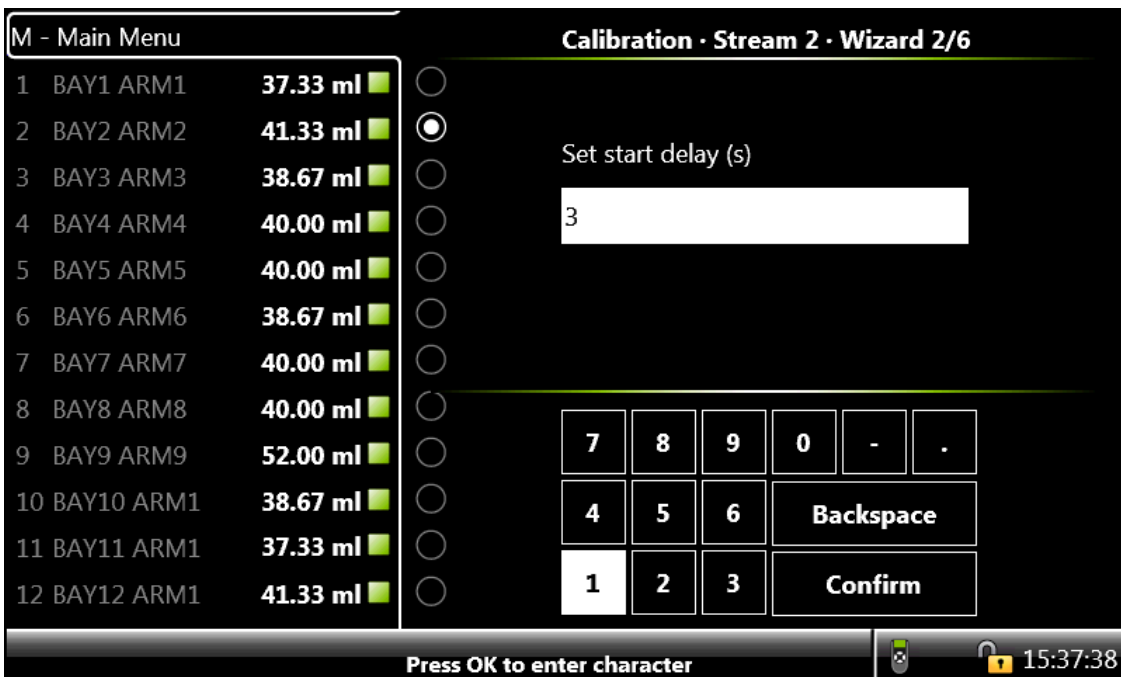 M - Main Menu
1 BAY1 ARM1 37.33 ml
2 BAY2 ARM2 41.33 ml
3 BAY3 ARM3 38.67 ml
4 BAY4 ARM4 40.00 ml
5 BAY5 ARM5 40.00 ml
6 BAY6 ARM6 38.67 ml
7 BAY7 ARM7 40.00 ml
8 BAY8 ARM8 40.00 ml
9 BAY9 ARM9 52.00 ml
10 BAY10 ARM1 38.67 ml
11 BAY11 ARM1 37.33 ml
12 BAY12 ARM1 41.33 ml
Calibration · Stream 2 · Wizard 2/6
Set start delay (s)
3
7 8 9 0 - .
4 5 6 Backspace
1 2 3 Confirm
Press OK to enter character
15:37:38